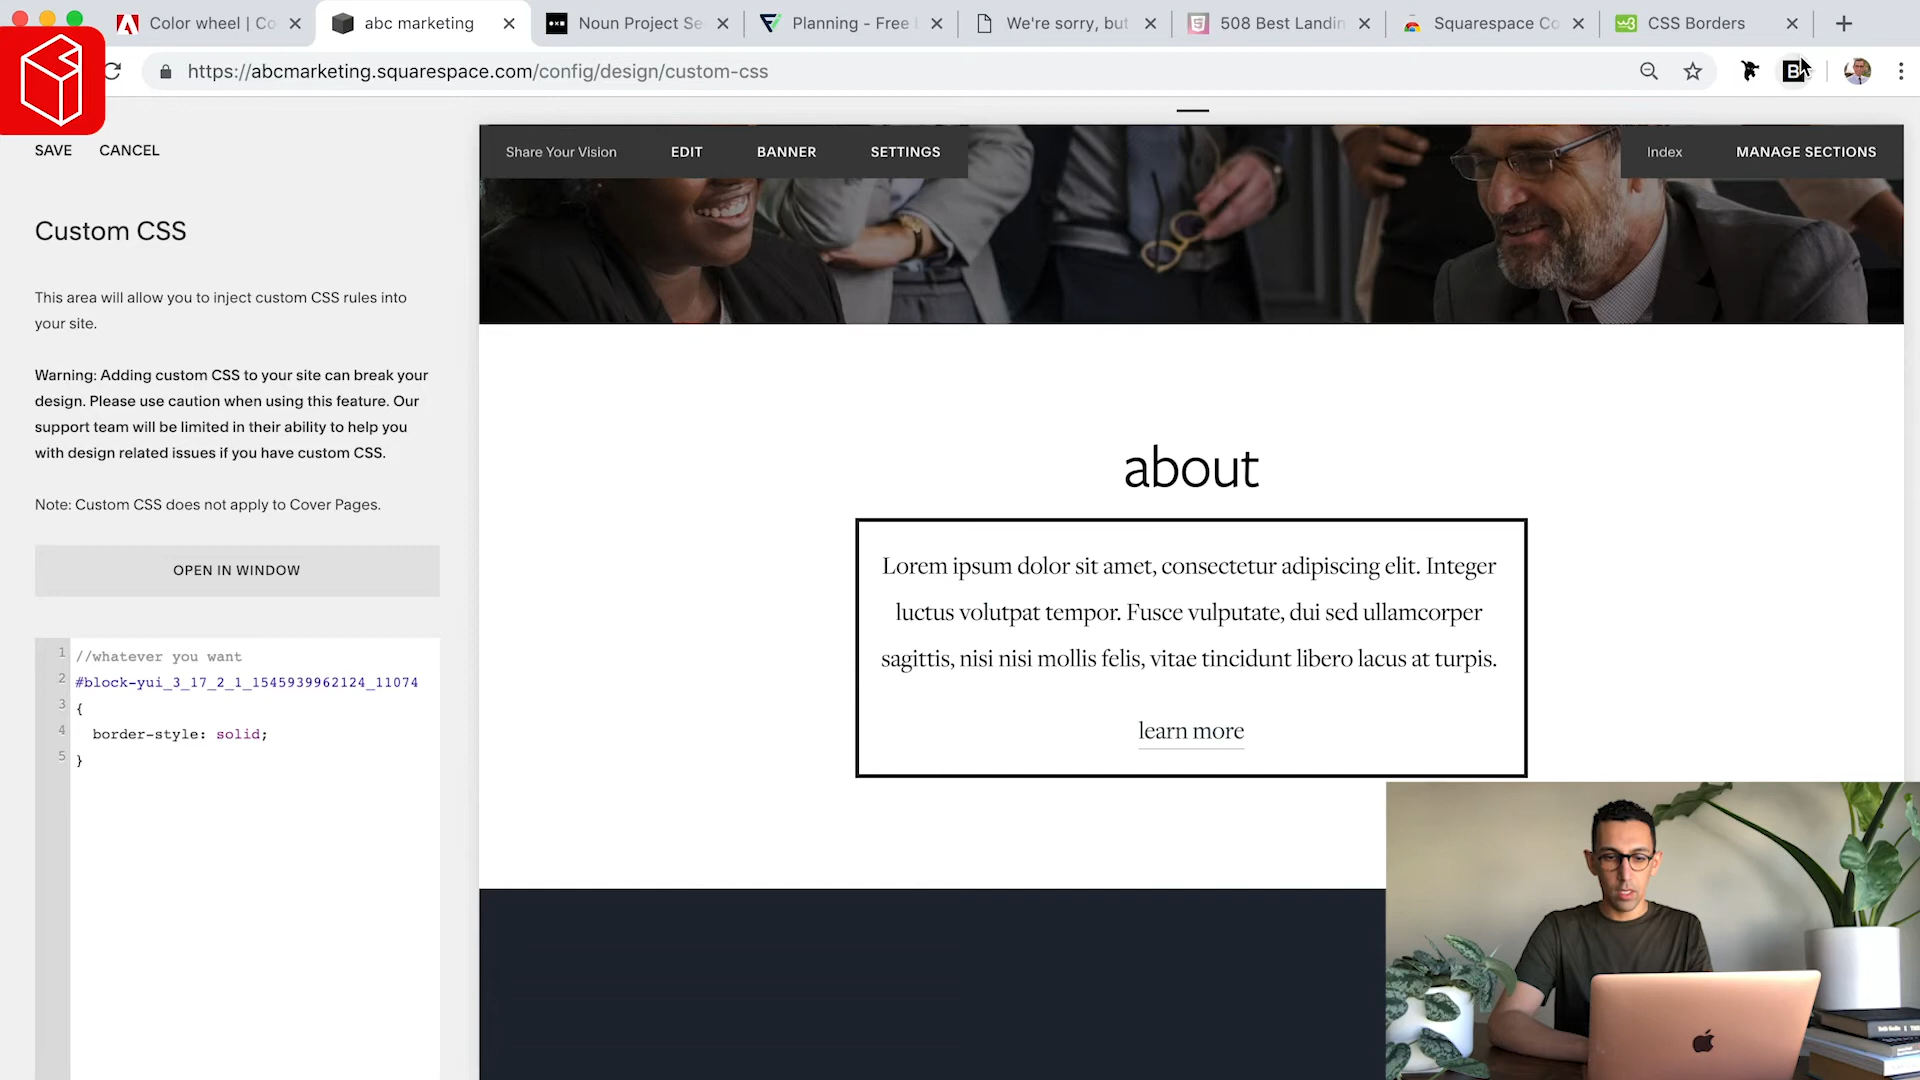 Color wheel | Co
abc marketing
Noun Project Se
Planning - Free
We're sorry, but
508 Best Landin
Squarespace Co
CSS Borders
https://abcmarketing.squarespace.com/config/design/custom-css
SAVE CANCEL
Share Your Vision EDIT BANNER SETTINGS
Index MANAGE SECTIONS
Custom CSS
This area will allow you to inject custom CSS rules into
your site.
Warning: Adding custom CSS to your site can break your
design. Please use caution when using this feature. Our
support team will be limited in their ability to help you
with design related issues if you have custom CSS.
Note: Custom CSS does not apply to Cover Pages.
OPEN IN WINDOW
1 //whatever you want
2 #block-yui_3_17_2_1_1545939962124_11074
3 {
4 border-style: solid;
5 }
about
Lorem ipsum dolor sit amet, consectetur adipiscing elit. Integer
luctus volutpat tempor. Fusce vulputate, dui sed ullamcorper
sagittis, nisi nisi mollis felis, vitae tincidunt libero lacus at turpis.
learn more